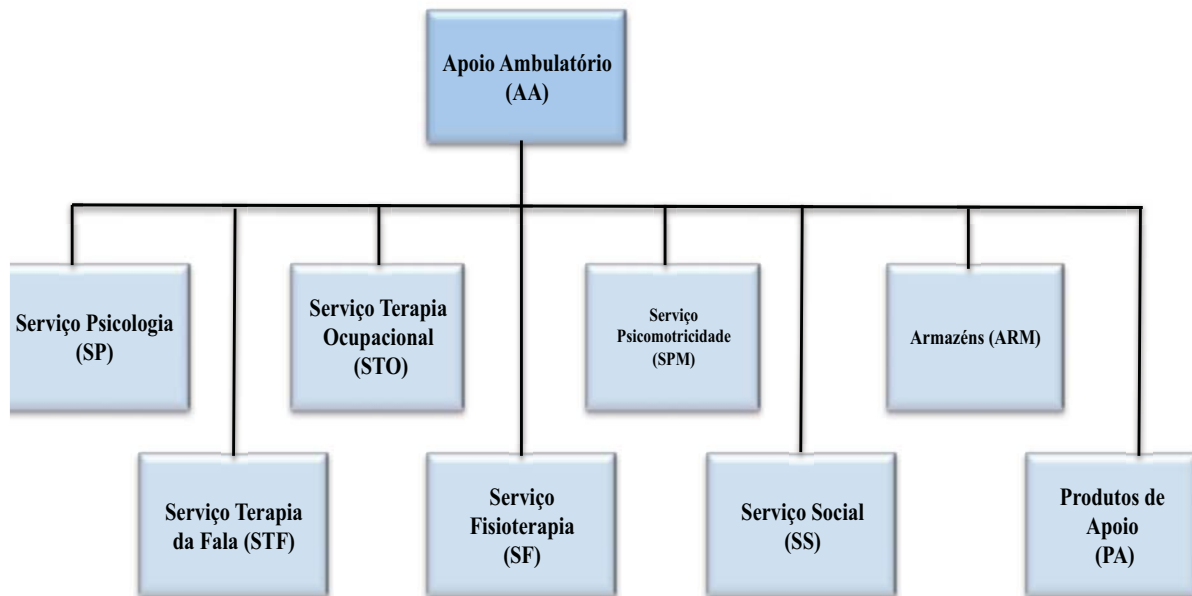 Apoio Ambulatório
(AA)
Serviço Psicologia
(SP)
Serviço Terapia
Ocupacional
(STO)
Serviço
Psicomotricidade
(SPM)
Armazéns (ARM)
Serviço Terapia
da Fala (STF)
Serviço
Fisioterapia
(SF)
Serviço Social
(SS)
Produtos de
Apoio
(PA)